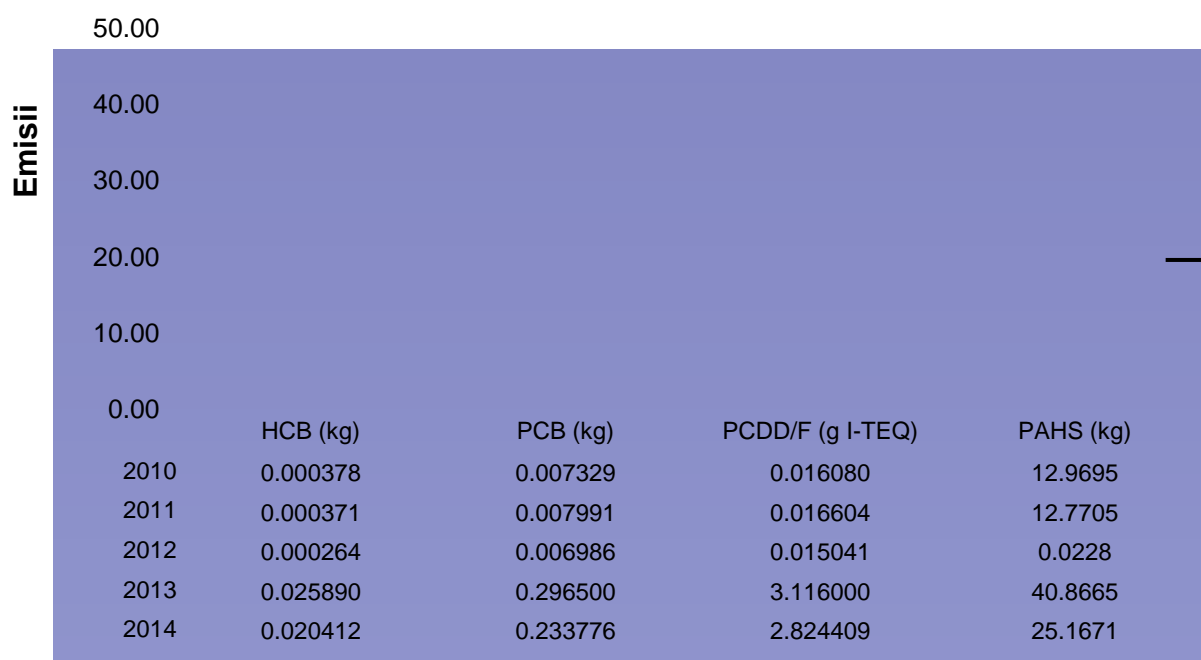 50.00
40.00
30.00
20.00
10.00
0.00
Emisii
HCB (kg) PCB (kg) PCDD/F (g I-TEQ) PAHS (kg)
2010 0.000378 0.007329 0.016080 12.9695
2011 0.000371 0.007991 0.016604 12.7705
2012 0.000264 0.006986 0.015041 0.0228
2013 0.025890 0.296500 3.116000 40.8665
2014 0.020412 0.233776 2.824409 25.1671